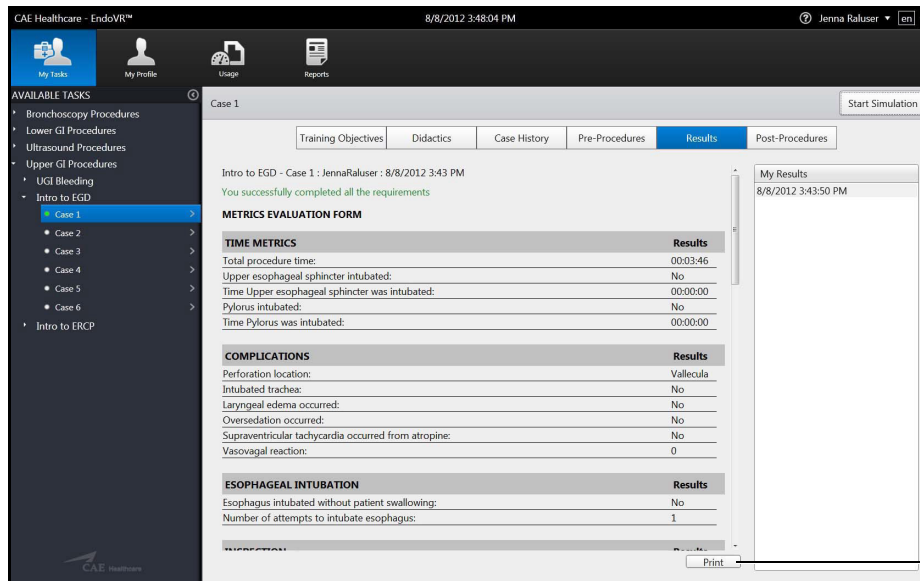 CAE Healthcare - EndoVR™ 8/8/2012 3:48:04 PM Jenna Raluser en
My Tasks My Profile Usage Reports
AVAILABLE TASKS
Bronchoscopy Procedures
Lower GI Procedures
Ultrasound Procedures
Upper GI Procedures
UGI Bleeding
Intro to EGD
Case 1
Case 2
Case 3
Case 4
Case 5
Case 6
Intro to ERCP
CAE Healthcare
Case 1 Start Simulation
Training Objectives Didactics Case History Pre-Procedures Results Post-Procedures
Intro to EGD - Case 1 : JennaRaluser : 8/8/2012 3:43 PM
You successfully completed all the requirements
METRICS EVALUATION FORM
TIME METRICS Results
Total procedure time: 00:03:46
Upper esophageal sphincter intubated: No
Time Upper esophageal sphincter was intubated: 00:00:00
Pylorus intubated: No
Time Pylorus was intubated: 00:00:00
COMPLICATIONS Results
Perforation location: Vallecula
Intubated trachea: No
Laryngeal edema occurred: No
Oversedation occurred: No
Supraventricular tachycardia occurred from atropine: No
Vasovagal reaction: 0
ESOPHAGEAL INTUBATION Results
Esophagus intubated without patient swallowing: No
Number of attempts to intubate esophagus: 1
INSPECTION Results
Print
My Results
8/8/2012 3:43:50 PM